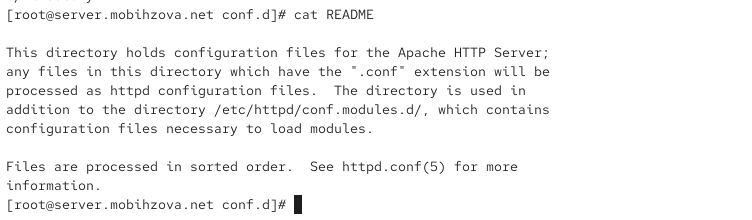 [root@server.mobihzova.net conf.d]# cat README
This directory holds configuration files for the Apache HTTP Server;
any files in this directory which have the ".conf" extension will be
processed as httpd configuration files.  The directory is used in
addition to the directory /etc/httpd/conf.modules.d/, which contains
configuration files necessary to load modules.
Files are processed in sorted order.  See httpd.conf(5) for more
information.
[root@server.mobihzova.net conf.d]#